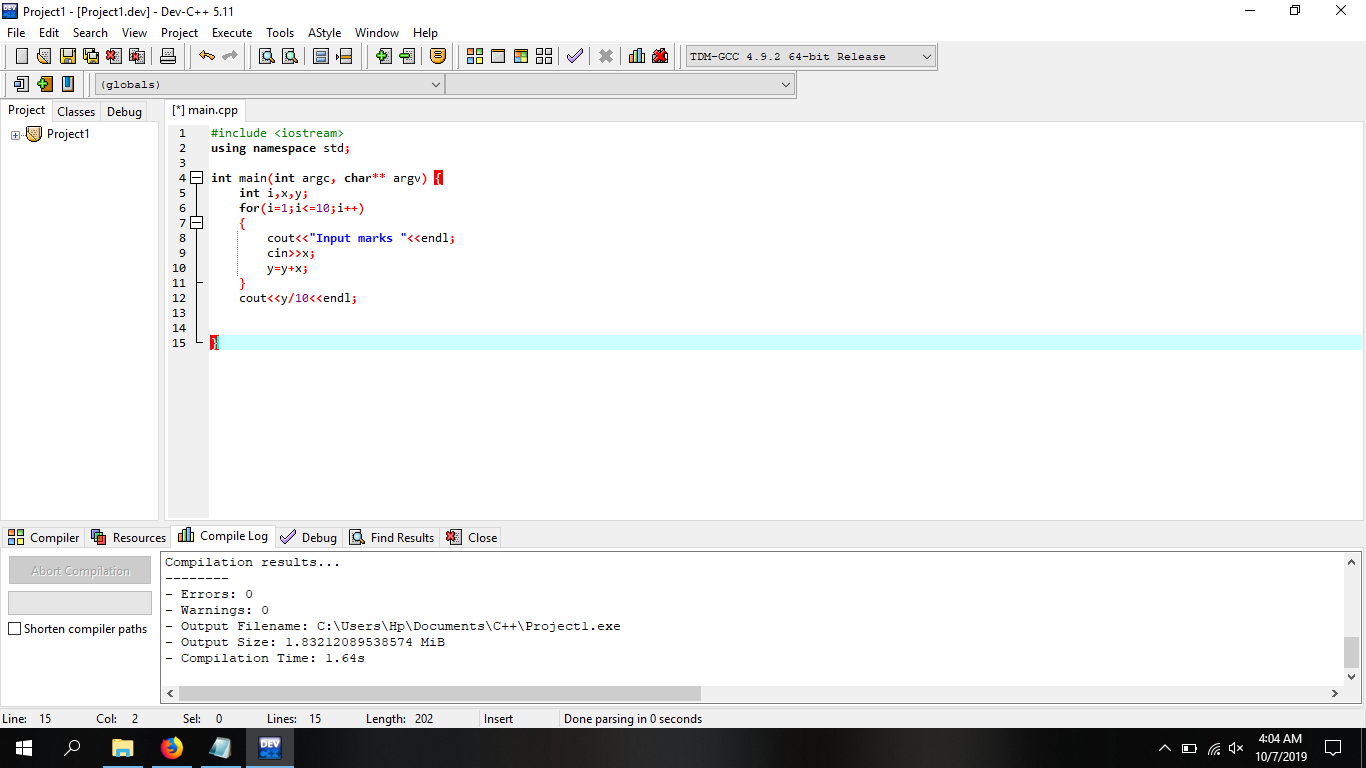 Project1 - [Project1.dev] - Dev-C++ 5.11
File Edit Search View Project Execute Tools AStyle Window Help
TDM-GCC 4.9.2 64-bit Release
(globals)
Project Classes Debug
[*] main.cpp
Project1
1 #include <iostream>
2 using namespace std;
3
4 int main(int argc, char** argv) {
5 int i,x,y;
6 for(i=1;i<=10;i++)
7 {
8 cout<<"Input marks "<<endl;
9 cin>>x;
10 y=y+x;
11 }
12 cout<<y/10<<endl;
13
14
15 }
Compiler Resources Compile Log Debug Find Results Close
Abort Compilation
Shorten compiler paths
Compilation results...
--------
- Errors: 0
- Warnings: 0
- Output Filename: C:\Users\Hp\Documents\C++\Project1.exe
- Output Size: 1.83212089538574 MiB
- Compilation Time: 1.64s
Line: 15 Col: 2 Sel: 0 Lines: 15 Length: 202 Insert Done parsing in 0 seconds
DEV
4:04 AM
10/7/2019